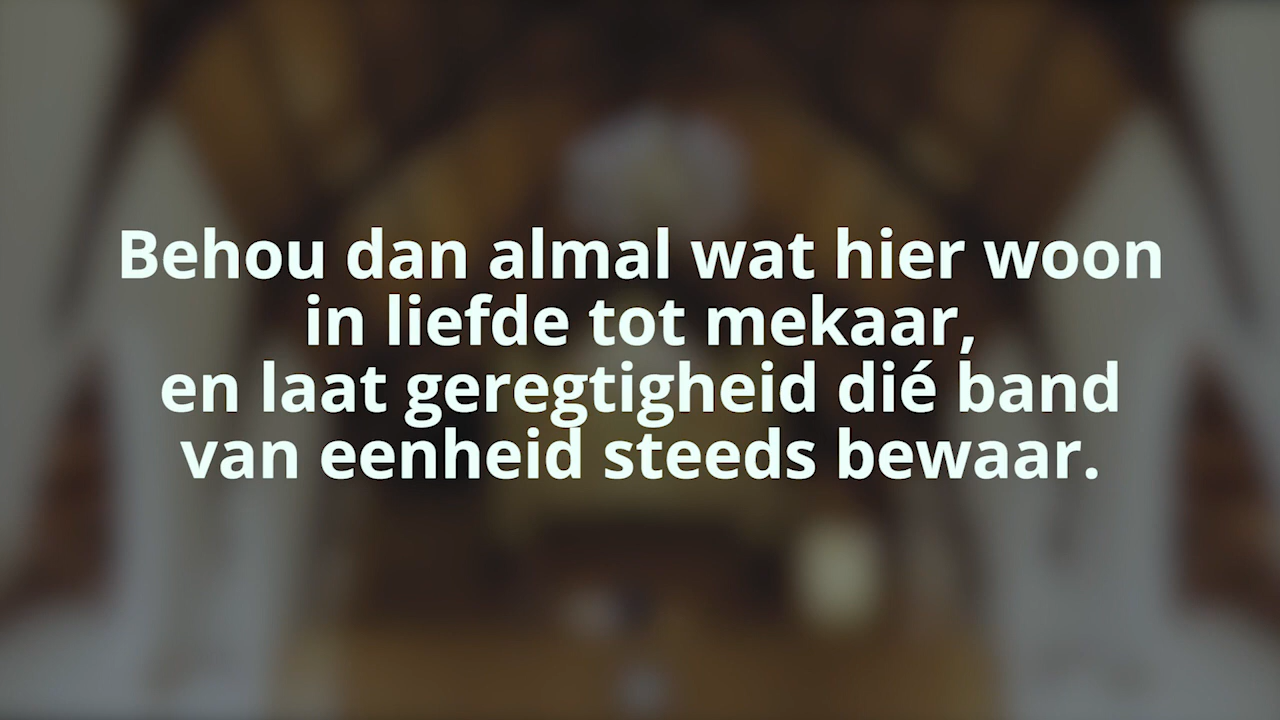 Behou dan almal wat hier woon
in liefde tot mekaar,
en laat geregtigheid dié band
van eenheid steeds bewaar.